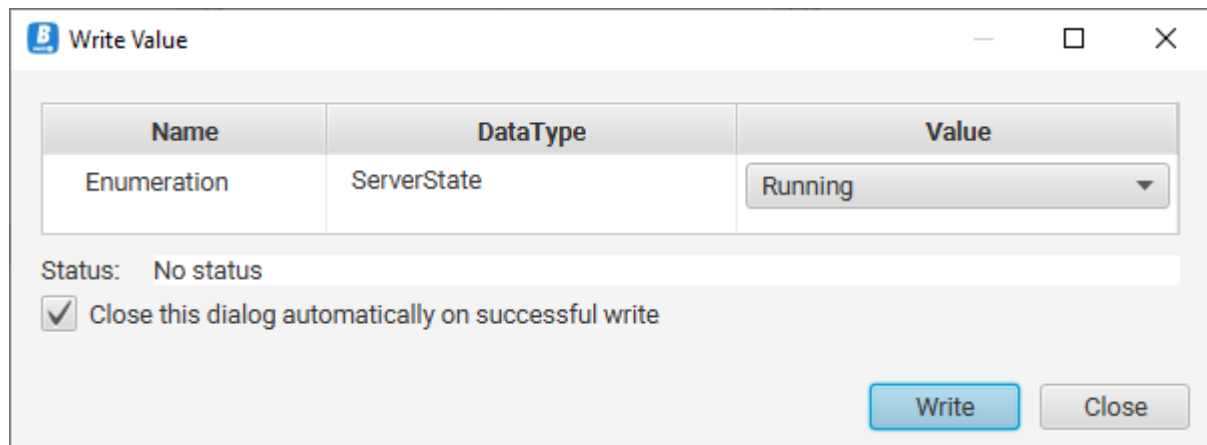 Write Value
Name DataType Value
Enumeration ServerState Running
Status: No status
Close this dialog automatically on successful write
Write Close